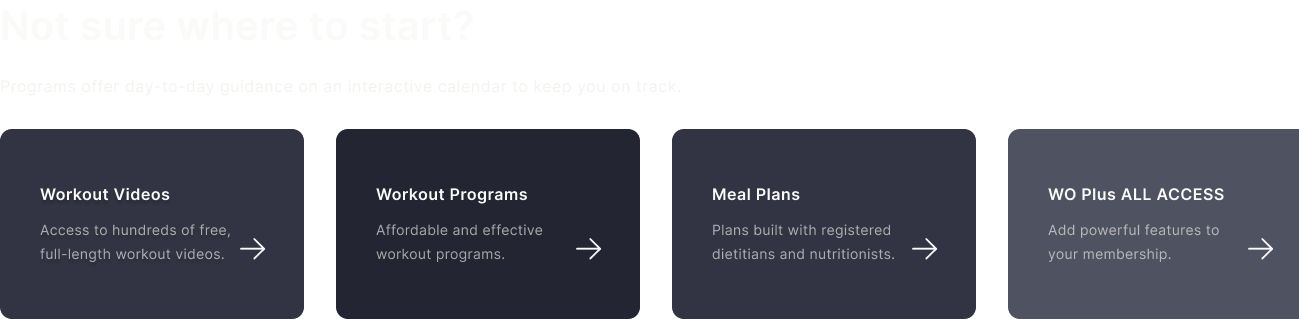 Not sure where to start?
Programs offer day-to-day guidance on an interactive calendar to keep you on track.
Workout Videos
Access to hundreds of free,
full-length workout videos.
Workout Programs
Affordable and effective
workout programs.
Meal Plans
Plans built with registered
dietitians and nutritionists.
WO Plus ALL ACCESS
Add powerful features to
your membership.